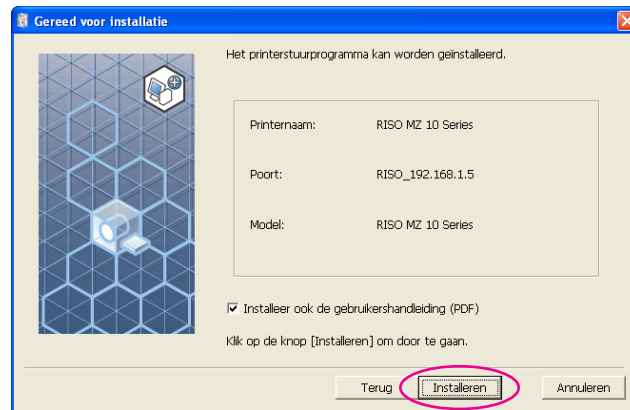 Gereed voor installatie
Het printerstuurprogramma kan worden geïnstalleerd.
Printernaam: RISO MZ 10 Series
Poort: RISO_192.168.1.5
Model: RISO MZ 10 Series
Installeer ook de gebruikershandleiding (PDF)
Klik op de knop [Installeren] om door te gaan.
Terug Installeren Annuleren